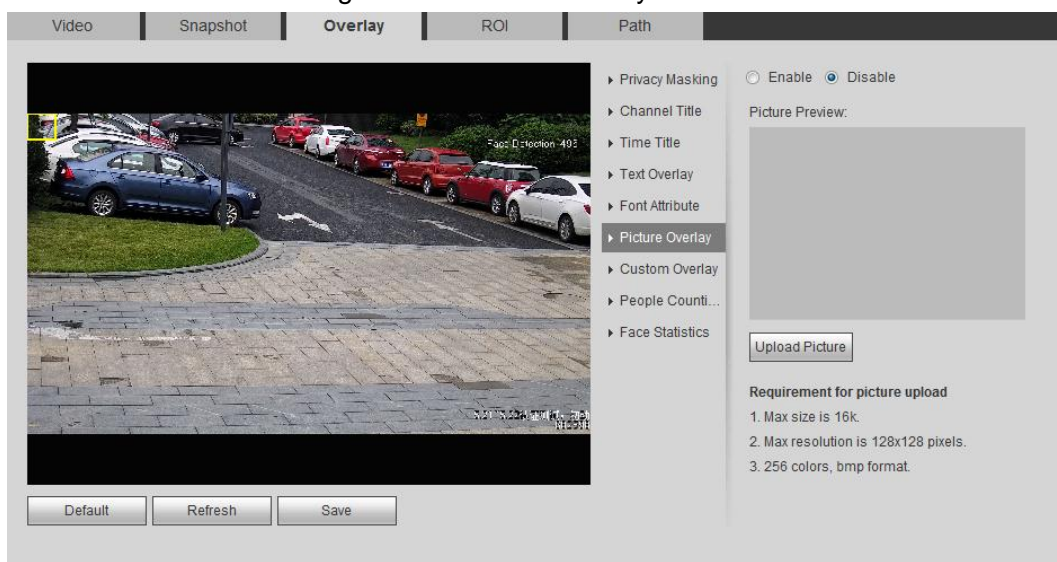 Video Snapshot Overlay ROI Path
Privacy Masking
Channel Title
Time Title
Text Overlay
Font Attribute
Picture Overlay
Custom Overlay
People Counti...
Face Statistics
Enable Disable
Picture Preview:
Face Detection
Upload Picture
Requirement for picture upload
1. Max size is 16k.
2. Max resolution is 128x128 pixels.
3. 256 colors, bmp format.
Default Refresh Save